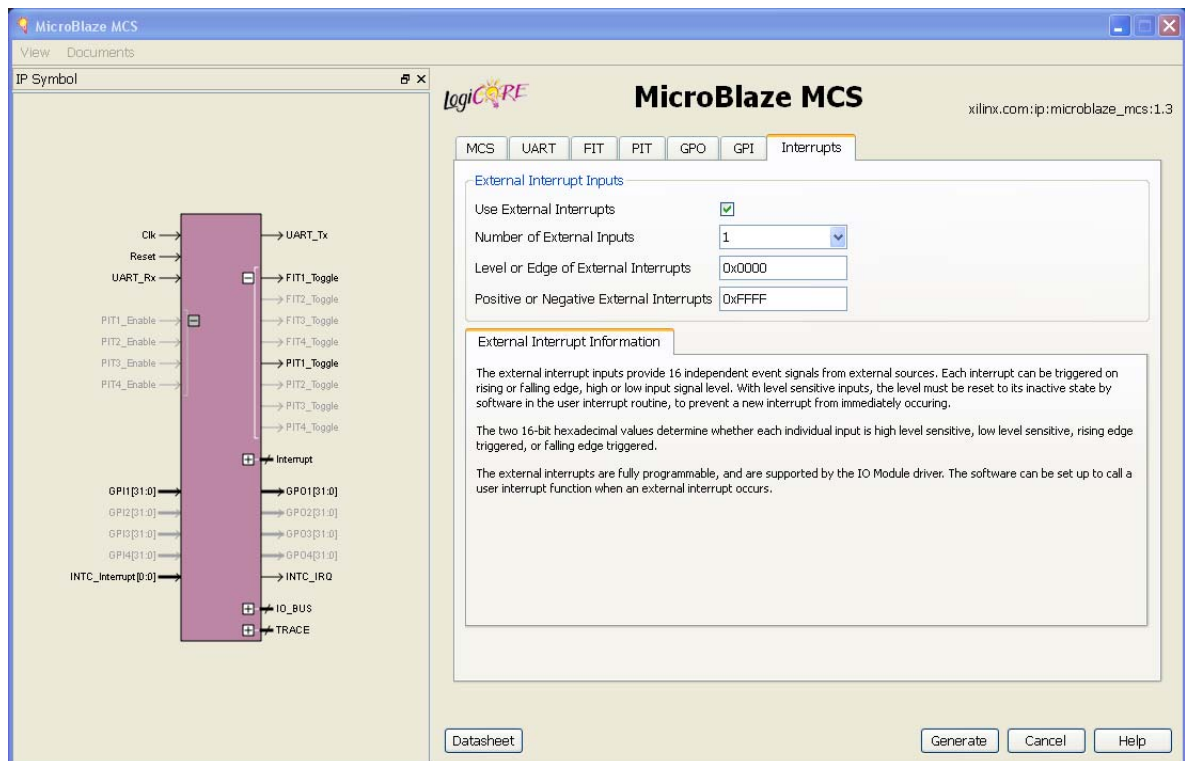 MicroBlaze MCS
View Documents
IP Symbol
Clk
Reset
UART_Rx
PIT1_Enable
PIT2_Enable
PIT3_Enable
PIT4_Enable
GPI1[31:0]
GPI2[31:0]
GPI3[31:0]
GPI4[31:0]
INTC_Interrupt[0:0]
UART_Tx
FIT1_Toggle
FIT2_Toggle
FIT3_Toggle
FIT4_Toggle
PIT1_Toggle
PIT2_Toggle
PIT3_Toggle
PIT4_Toggle
Interrupt
GPO1[31:0]
GPO2[31:0]
GPO3[31:0]
GPO4[31:0]
INTC_IRQ
IO_BUS
TRACE
LogiCORE
MicroBlaze MCS
xilinx.com:ip:microblaze_mcs:1.3
MCS UART FIT PIT GPO GPI Interrupts
External Interrupt Inputs
Use External Interrupts
Number of External Inputs 1
Level or Edge of External Interrupts 0x0000
Positive or Negative External Interrupts 0xFFFF
External Interrupt Information
The external interrupt inputs provide 16 independent event signals from external sources. Each interrupt can be triggered on
rising or falling edge, high or low input signal level. With level sensitive inputs, the level must be reset to its inactive state by
software in the user interrupt routine, to prevent a new interrupt from immediately occuring.
The two 16-bit hexadecimal values determine whether each individual input is high level sensitive, low level sensitive, rising edge
triggered, or falling edge triggered.
The external interrupts are fully programmable, and are supported by the IO Module driver. The software can be set up to call a
user interrupt function when an external interrupt occurs.
Datasheet
Generate Cancel Help